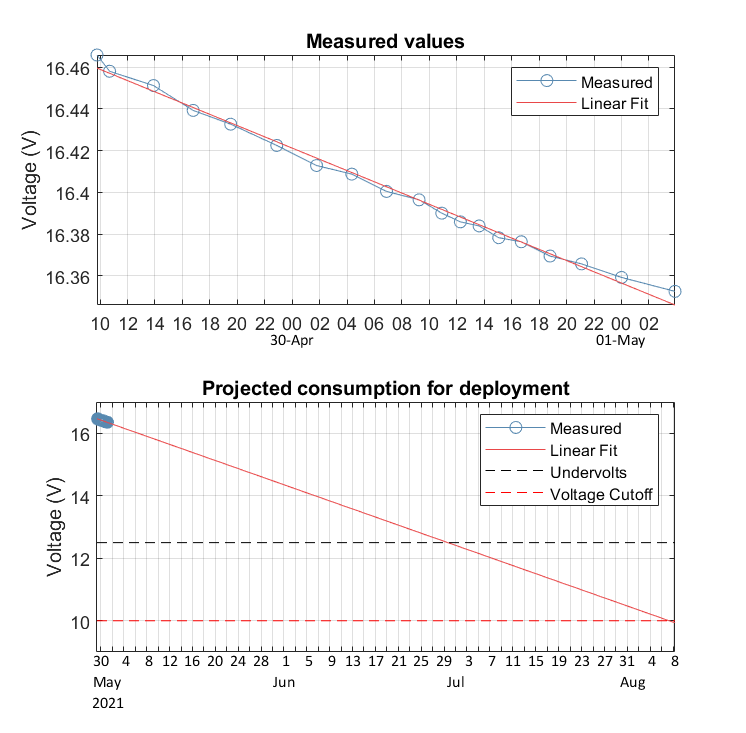 Measured values
Voltage (V)
16.46
16.44
16.42
16.4
16.38
16.36
Measured
Linear Fit
10 12 14 16 18 20 22 00 02 04 06 08 10 12 14 16 18 20 22 00 02
30-Apr 01-May
Projected consumption for deployment
Voltage (V)
16
14
12
10
Measured
Linear Fit
Undervolts
Voltage Cutoff
30 4 8 12 16 20 24 28 1 5 9 13 17 21 25 29 3 7 11 15 19 23 27 31 4 8
May Jun Jul Aug
2021